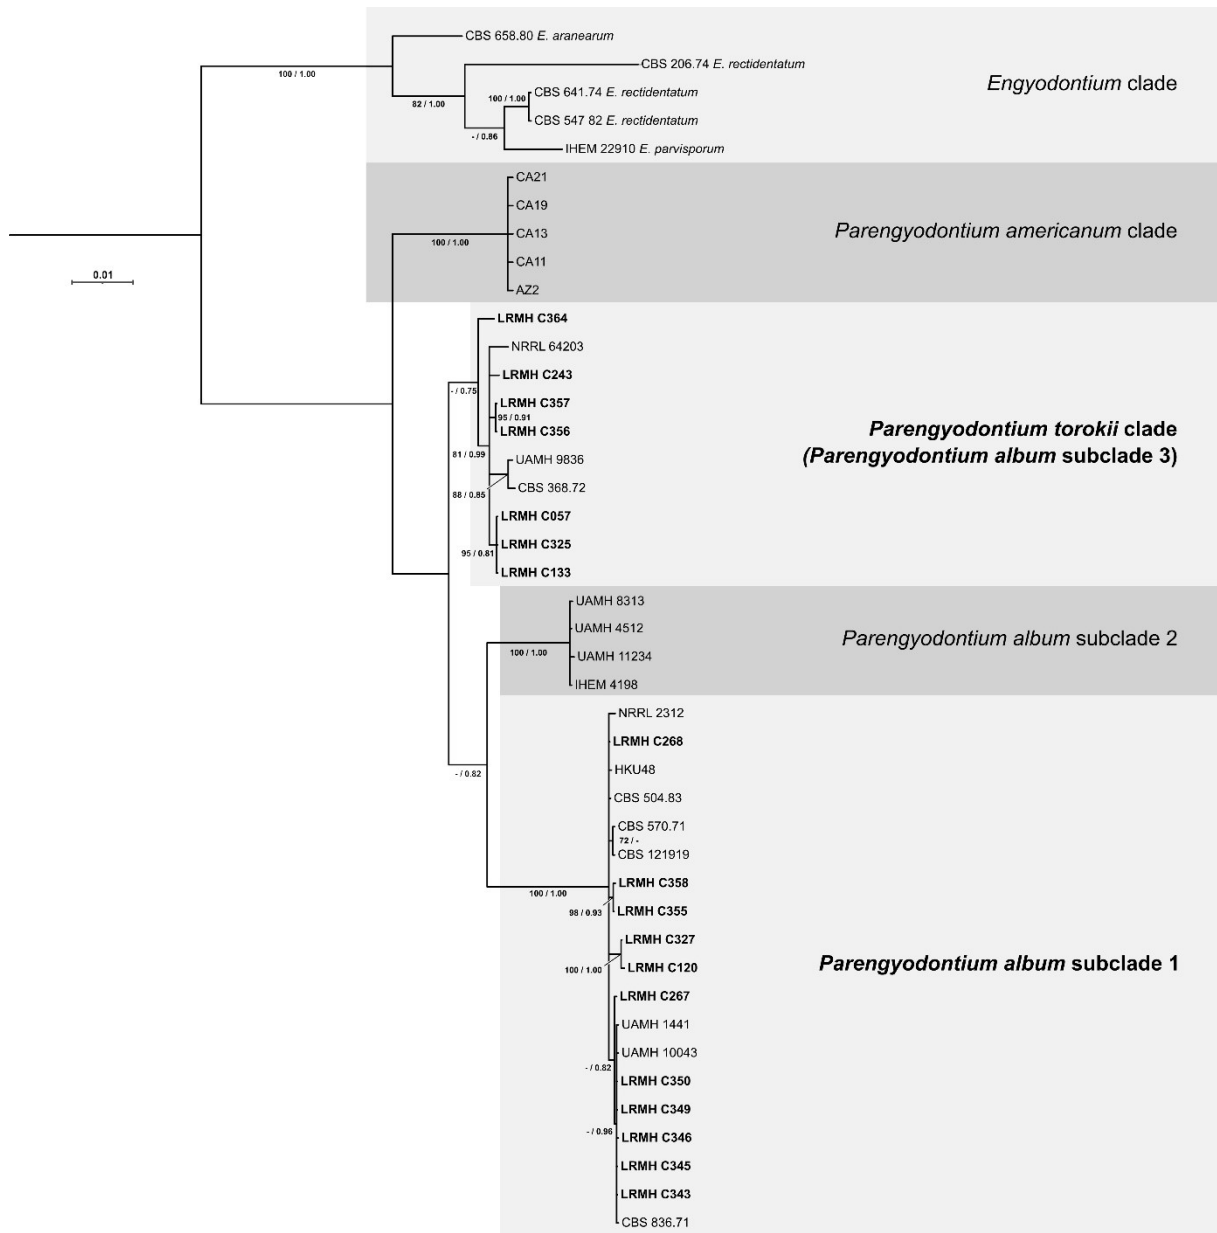 CBS 658.80 E. aranearum
100 / 1.00
CBS 206.74 E. rectidentatum
Engyodontium clade
82 / 1.00
100 / 1.00
CBS 641.74 E. rectidentatum
CBS 547 82 E. rectidentatum
- / 0.86
IHEM 22910 E. parvisporum
CA21
CA19
100 / 1.00
CA13
Parengyodontium americanum clade
CA11
AZ2
0.01
LRMH C364
NRRL 64203
LRMH C243
- / 0.75
LRMH C357
95 / 0.91
LRMH C356
Parengyodontium torokii clade
(Parengyodontium album subclade 3)
81 / 0.99
UAMH 9836
CBS 368.72
88 / 0.85
LRMH C057
LRMH C325
95 / 0.81
LRMH C133
UAMH 8313
UAMH 4512
100 / 1.00
UAMH 11234
IHEM 4198
Parengyodontium album subclade 2
NRRL 2312
LRMH C268
HKU48
- / 0.82
CBS 504.83
CBS 570.71
72 / -
CBS 121919
100 / 1.00
LRMH C358
98 / 0.93
LRMH C355
LRMH C327
100 / 1.00
LRMH C120
Parengyodontium album subclade 1
LRMH C267
UAMH 1441
UAMH 10043
- / 0.82
LRMH C350
LRMH C349
- / 0.96
LRMH C346
LRMH C345
LRMH C343
CBS 836.71